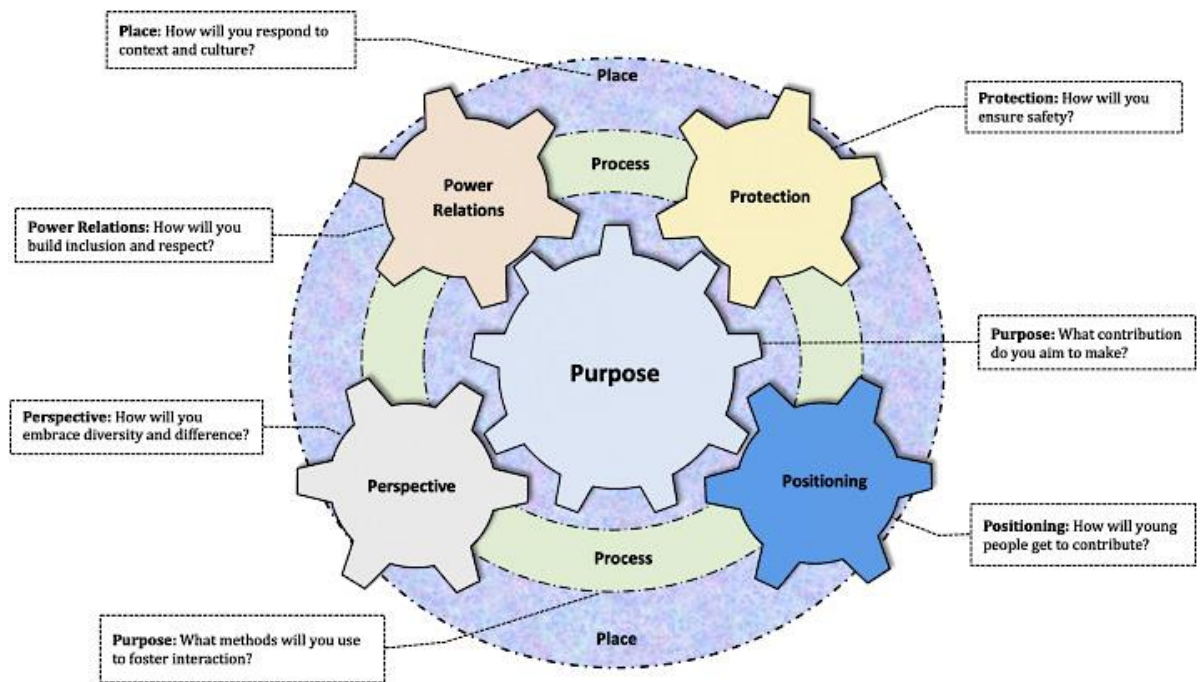 Place: How will you respond to
context and culture?
Place
Protection: How will you
ensure safety?
Process
Power
Relations
Protection
Power Relations: How will you
build inclusion and respect?
Purpose: What contribution
do you aim to make?
Purpose
Perspective: How will you
embrace diversity and difference?
Perspective
Positioning
Positioning: How will young
people get to contribute?
Process
Purpose: What methods will you use
to foster interaction?
Place